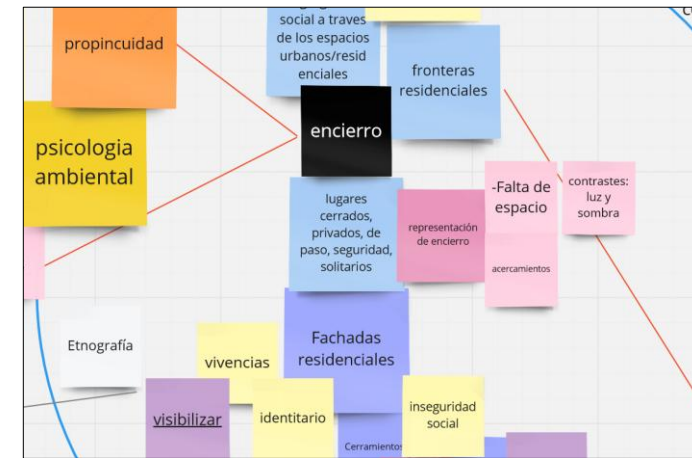 social a traves
de los espacios
urbanos/resid
enciales
propincuidad
fronteras
residenciales
encierro
psicologia
ambiental
lugares
cerrados,
privados, de
paso, seguridad,
solitarios
representación
de encierro
-Falta de
espacio
contrastes:
luz y
sombra
acercamientos
Fachadas
residenciales
Etnografía
vivencias
visibilizar
identitario
inseguridad
social
Cerramientos